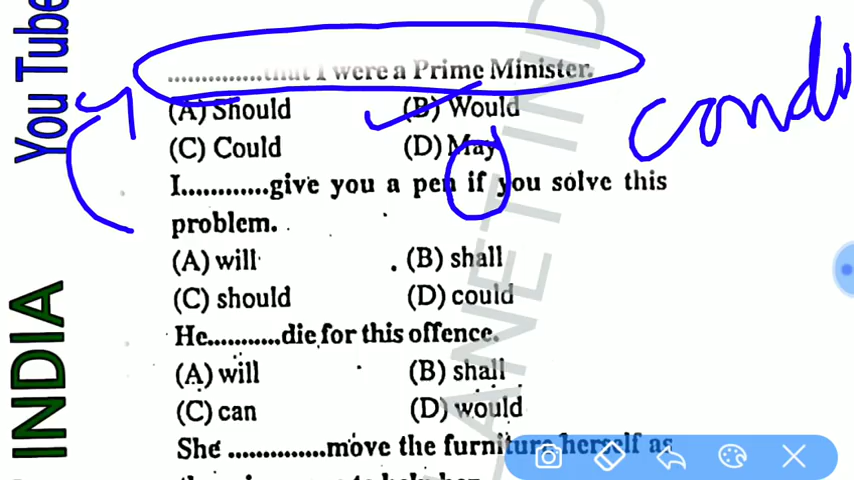 You Tube
INDIA
...............that I were a Prime Minister.
(A) Should (B) Would
(C) Could (D) May
I............give you a pen if you solve this
problem.
(A) will (B) shall
(C) should (D) could
He...........die for this offence.
(A) will (B) shall
(C) can (D) would
She ...............move the furniture herself as
LANET IND